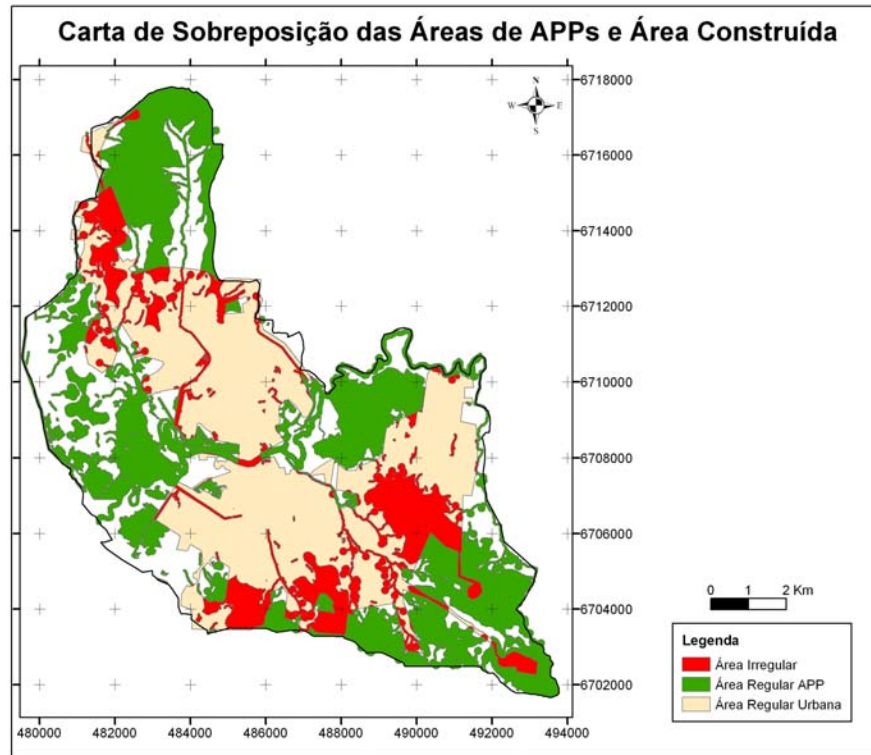 Carta de Sobreposição das Áreas de APPs e Área Construída
N
W E
S
6718000
6716000
6714000
6712000
6710000
6708000
6706000
6704000
6702000
0 1 2 Km
Legenda
Área Irregular
Área Regular APP
Área Regular Urbana
480000 482000 484000 486000 488000 490000 492000 494000